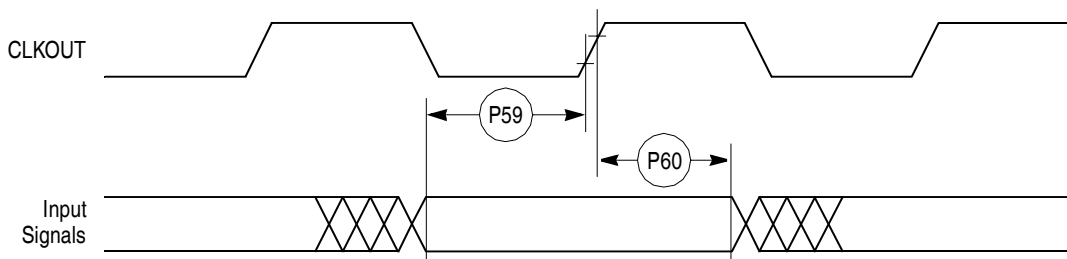 CLKOUT
P59
P60
Input
Signals